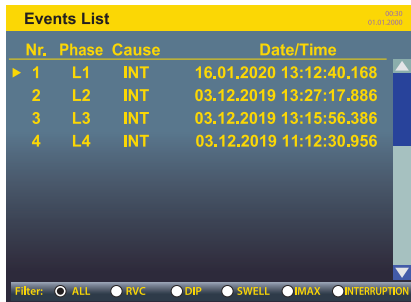 Events List
00:30
01.01.2000
Nr. Phase Cause Date/Time
1 L1 INT 16.01.2020 13:12:40.168
2 L2 INT 03.12.2019 13:27:17.886
3 L3 INT 03.12.2019 13:15:56.386
4 L4 INT 03.12.2019 11:12:30.956
Filter: ALL RVC DIP SWELL IMAX INTERRUPTION